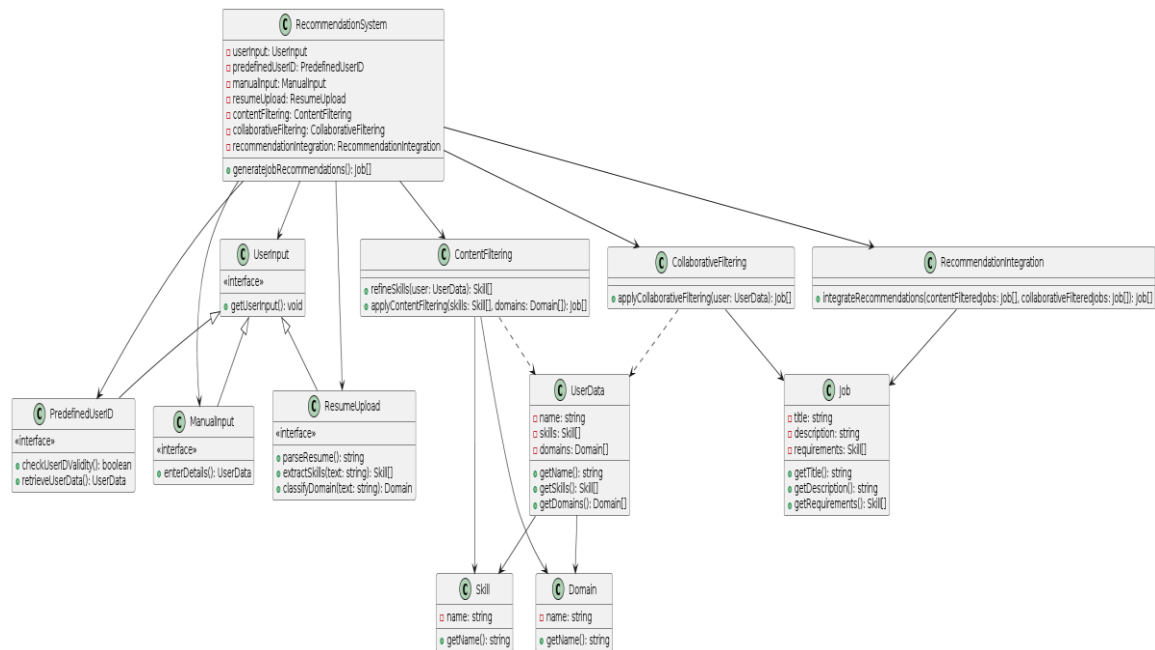 RecommendationSystem
userInput: UserInput
predefinedUserID: PredefinedUserID
manualInput: ManualInput
resumeUpload: ResumeUpload
contentFiltering: ContentFiltering
collaborativeFiltering: CollaborativeFiltering
recommendationIntegration: RecommendationIntegration
generateJobRecommendations(): Job[]
C UserInput
«interface»
getUserInput(): void
C ContentFiltering
refineSkills(user: UserData): Skill[]
applyContentFiltering(skills: Skill[], domains: Domain[]): Job[]
C CollaborativeFiltering
applyCollaborativeFiltering(user: UserData): Job[]
C RecommendationIntegration
integrateRecommendations(contentFilteredJobs: Job[], collaborativeFilteredJobs: Job[]): Job[]
C PredefinedUserID
«interface»
checkUserIDValidity(): boolean
retrieveUserData(): UserData
C ManualInput
«interface»
enterDetails(): UserData
C ResumeUpload
«interface»
parseResume(): string
extractSkills(text: string): Skill[]
classifyDomain(text: string): Domain
C UserData
name: string
skills: Skill[]
domains: Domain[]
getName(): string
getSkills(): Skill[]
getDomains(): Domain[]
C Job
title: string
description: string
requirements: Skill[]
getTitle(): string
getDescription(): string
getRequirements(): Skill[]
C Skill
name: string
getName(): string
C Domain
name: string
getName(): string